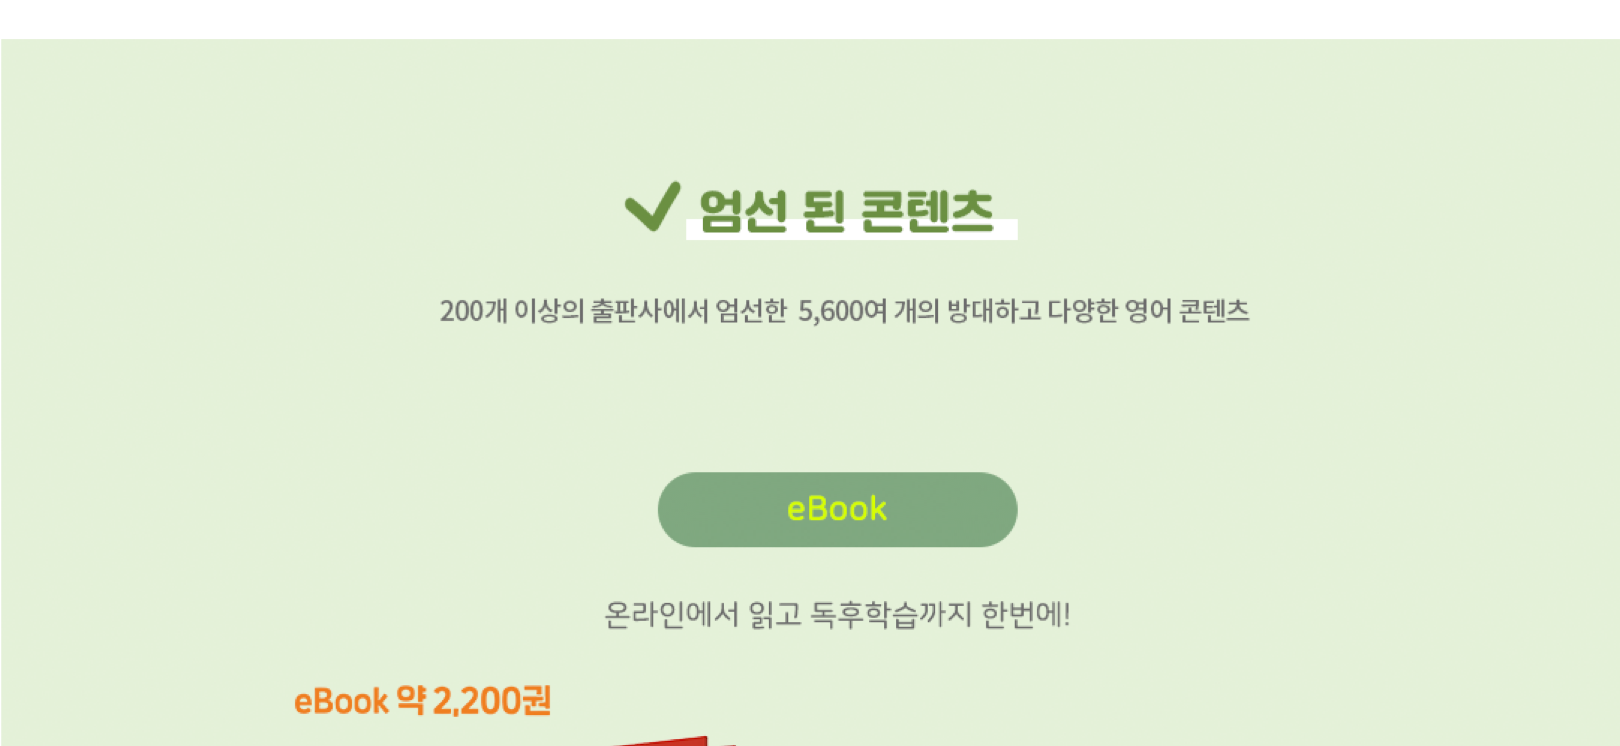 엄선 된 콘텐츠
200개 이상의 출판사에서 엄선한 5,600여 개의 방대하고 다양한 영어 콘텐츠
eBook
온라인에서 읽고 독후학습까지 한번에!
eBook 약 2,200권